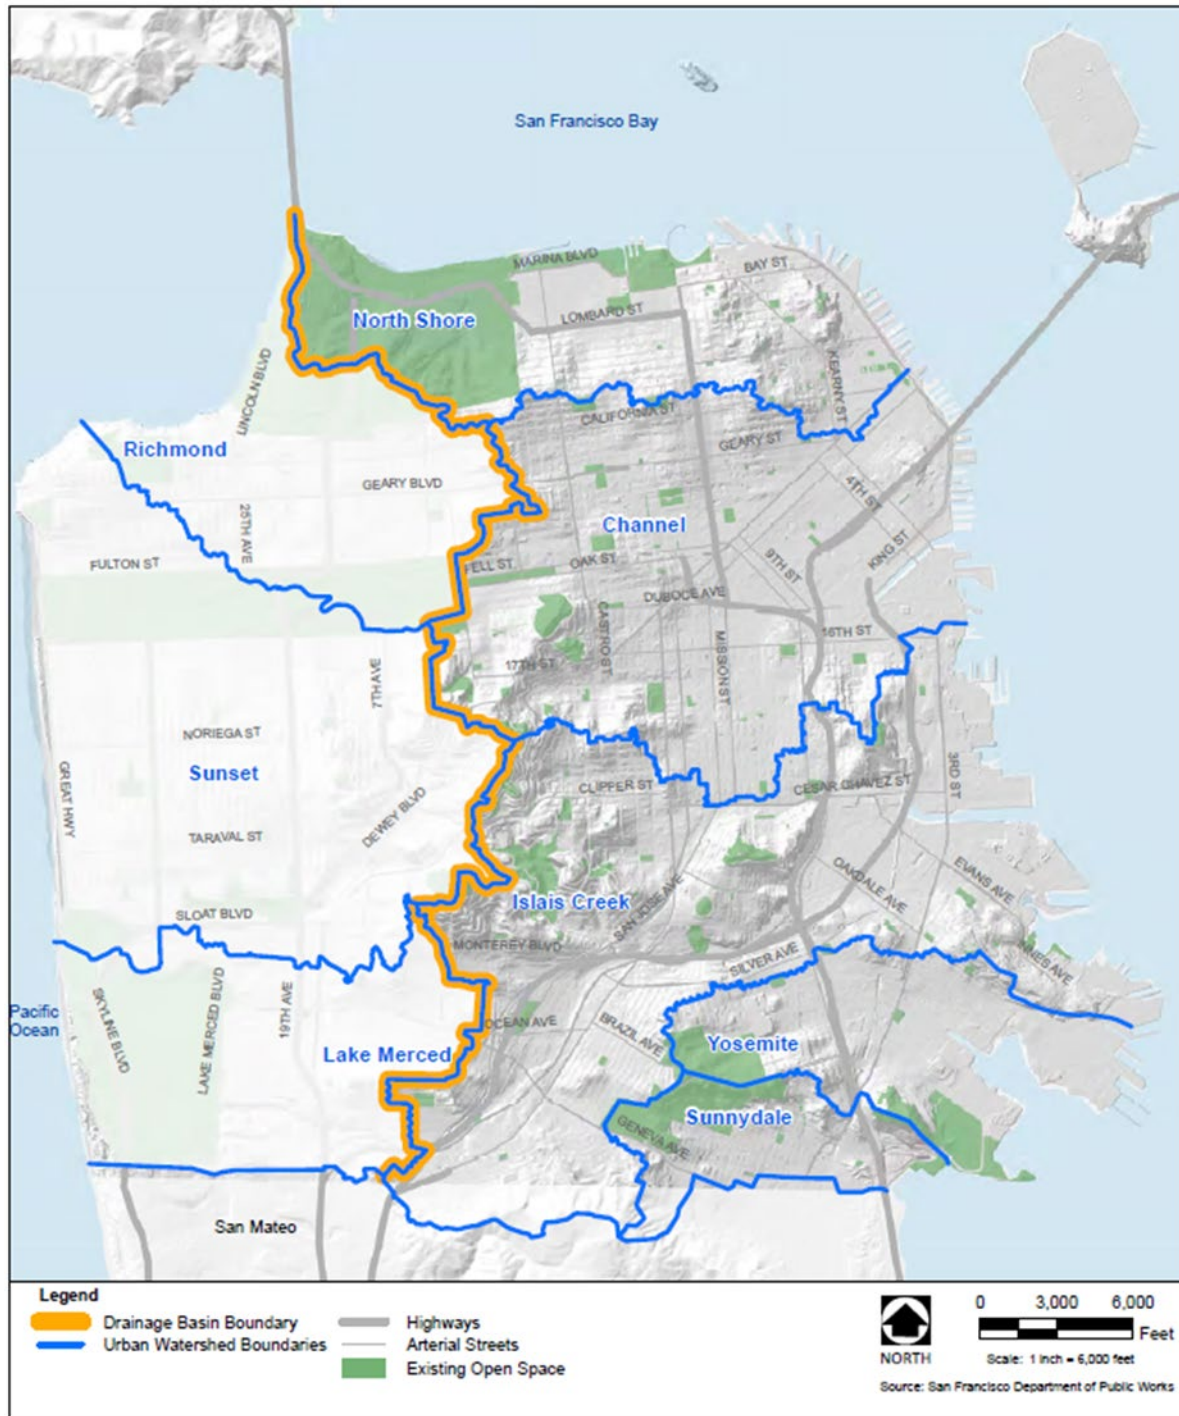 San Francisco Bay
MARINA BLVD
BAY ST
LOMBARD ST
North Shore
KEARNY ST
LINCOLN BLVD
CALIFORNIA ST
GEARY ST
Richmond
GEARY BLVD
4TH ST
Channel
25TH AVE
KING ST
FULTON ST
FELL ST
OAK ST
9TH ST
DUBOCE AVE
CASTRO ST
MISSION ST
16TH ST
17TH ST
7TH AVE
NORIEGA ST
Sunset
GREAT HWY
3RD ST
CLIPPER ST
CESAR CHAVEZ ST
DEWEY BLVD
TARAVAL ST
OAKDALE AVE
EVANS AVE
Islais Creek
SAN JOSE AVE
SLOAT BLVD
MONTEREY BLVD
SILVER AVE
INNES AVE
Pacific
Ocean
SKYLINE BLVD
LAKE MERCED BLVD
19TH AVE
OCEAN AVE
BRAZIL AVE
Yosemite
Lake Merced
Sunnydale
GENEVA AVE
San Mateo
Legend
Drainage Basin Boundary
Urban Watershed Boundaries
Highways
Arterial Streets
Existing Open Space
NORTH
0 3,000 6,000
Feet
Scale: 1 inch = 6,000 feet
Source: San Francisco Department of Public Works